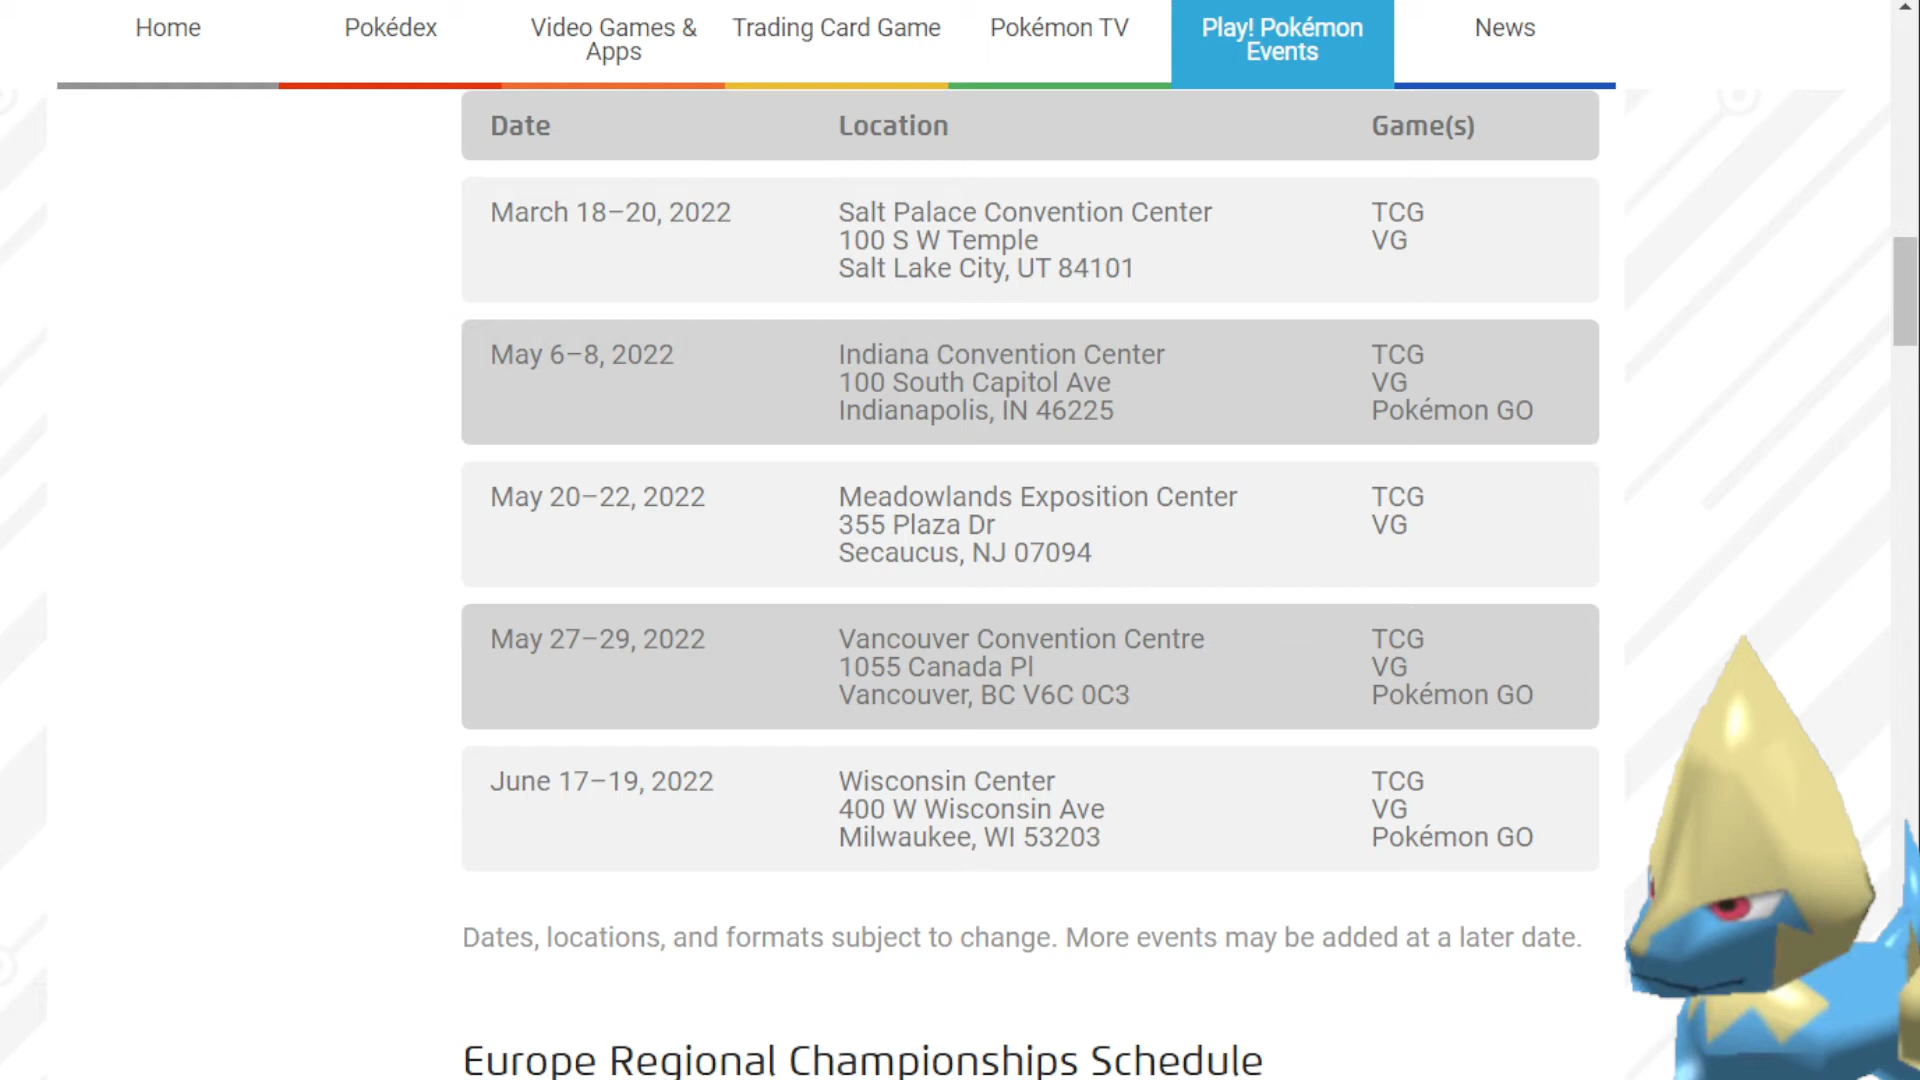 Home
Pokédex
Video Games &
Apps
Trading Card Game
Pokémon TV
Play! Pokémon
Events
News
Date Location Game(s)
March 18–20, 2022 Salt Palace Convention Center TCG
100 S W Temple VG
Salt Lake City, UT 84101
May 6–8, 2022 Indiana Convention Center TCG
100 South Capitol Ave VG
Indianapolis, IN 46225 Pokémon GO
May 20–22, 2022 Meadowlands Exposition Center TCG
355 Plaza Dr VG
Secaucus, NJ 07094
May 27–29, 2022 Vancouver Convention Centre TCG
1055 Canada Pl VG
Vancouver, BC V6C 0C3 Pokémon GO
June 17–19, 2022 Wisconsin Center TCG
400 W Wisconsin Ave VG
Milwaukee, WI 53203 Pokémon GO
Dates, locations, and formats subject to change. More events may be added at a later date.
Europe Regional Championships Schedule